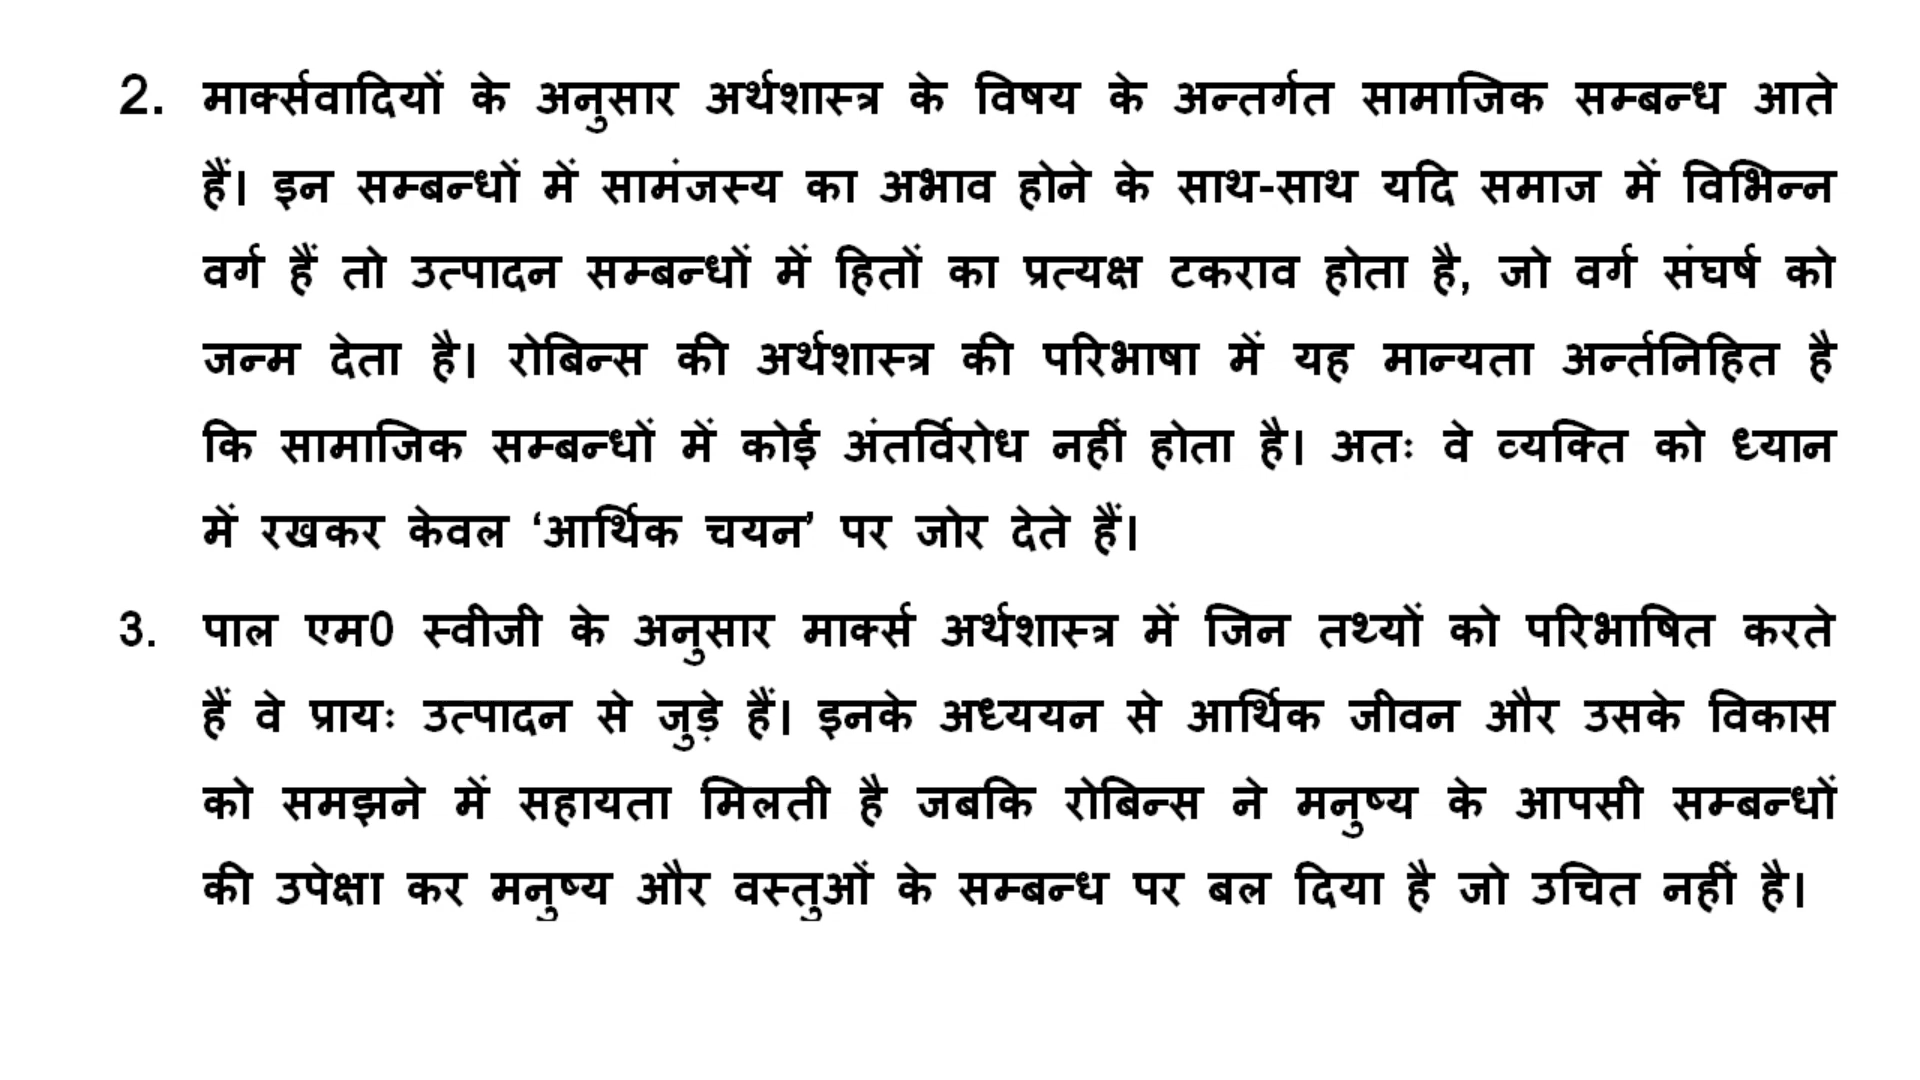 2. मार्क्सवादियों के अनुसार अर्थशास्त्र के विषय के अन्तर्गत सामाजिक सम्बन्ध आते
हैं। इन सम्बन्धों में सामंजस्य का अभाव होने के साथ-साथ यदि समाज में विभिन्न
वर्ग हैं तो उत्पादन सम्बन्धों में हितों का प्रत्यक्ष टकराव होता है, जो वर्ग संघर्ष को
जन्म देता है। रोबिन्स की अर्थशास्त्र की परिभाषा में यह मान्यता अर्न्तनिहित है
कि सामाजिक सम्बन्धों में कोई अंतर्विरोध नहीं होता है। अतः वे व्यक्ति को ध्यान
में रखकर केवल ‘आर्थिक चयन’ पर जोर देते हैं।
3. पाल एम0 स्वीजी के अनुसार मार्क्स अर्थशास्त्र में जिन तथ्यों को परिभाषित करते
हैं वे प्रायः उत्पादन से जुड़े हैं। इनके अध्ययन से आर्थिक जीवन और उसके विकास
को समझने में सहायता मिलती है जबकि रोबिन्स ने मनुष्य के आपसी सम्बन्धों
की उपेक्षा कर मनुष्य और वस्तुओं के सम्बन्ध पर बल दिया है जो उचित नहीं है।